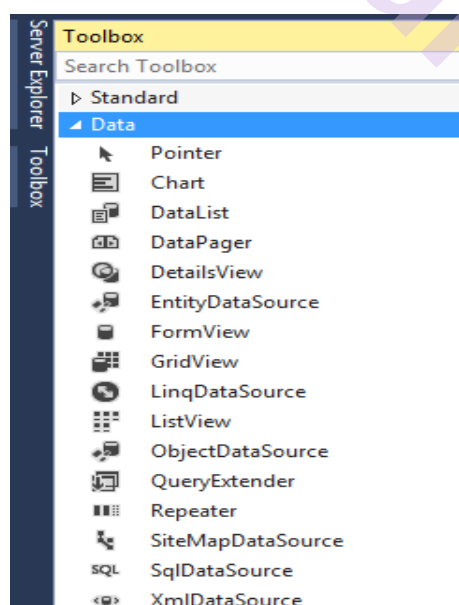 Server Explorer
Toolbox
Toolbox
Search Toolbox
Standard
Data
Pointer
Chart
DataList
DataPager
DetailsView
EntityDataSource
FormView
GridView
LinqDataSource
ListView
ObjectDataSource
QueryExtender
Repeater
SiteMapDataSource
SQL SqlDataSource
XmlDataSource